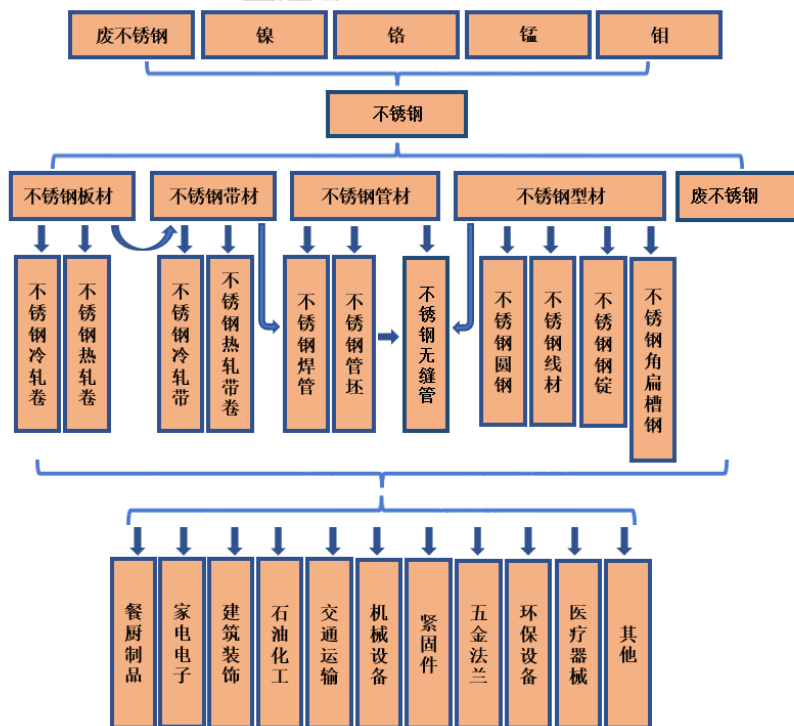 废不锈钢
镍
铬
锰
钼
不锈钢
不锈钢板材
不锈钢带材
不锈钢管材
不锈钢型材
废不锈钢
不锈钢冷轧卷
不锈钢热轧卷
不锈钢冷轧带
不锈钢热轧带卷
不锈钢焊管
不锈钢管坯
不锈钢无缝管
不锈钢圆钢
不锈钢线材
不锈钢钢锭
不锈钢角扁槽钢
餐厨制品
家电电子
建筑装饰
石油化工
交通运输
机械设备
紧固件
五金法兰
环保设备
医疗器械
其他